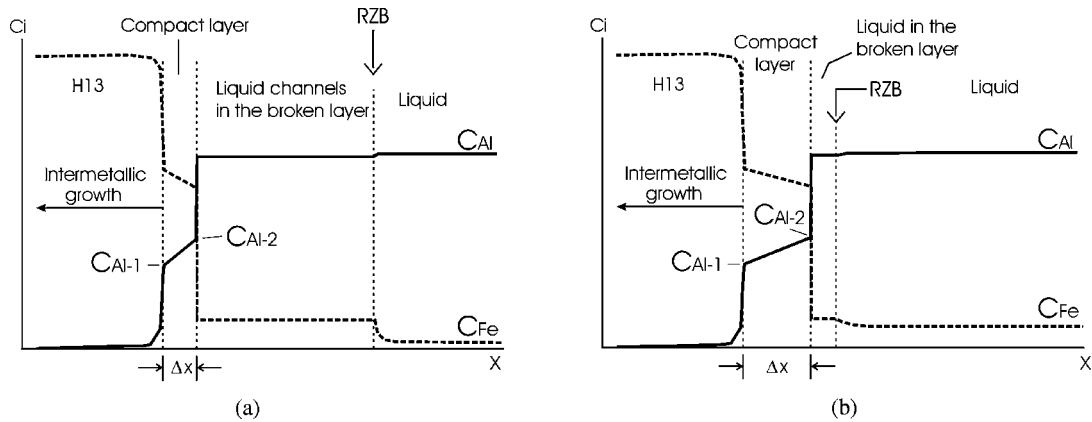 Ci
Compact layer
RZB
H13
Liquid channels
in the broken layer
Liquid
CAl
Intermetallic
growth
CAl-2
CAl-1
CFe
X
Δx
(a)
Ci
Compact
layer
Liquid in the
broken layer
H13
RZB
Liquid
CAl
Intermetallic
growth
CAl-2
CAl-1
CFe
X
Δx
(b)